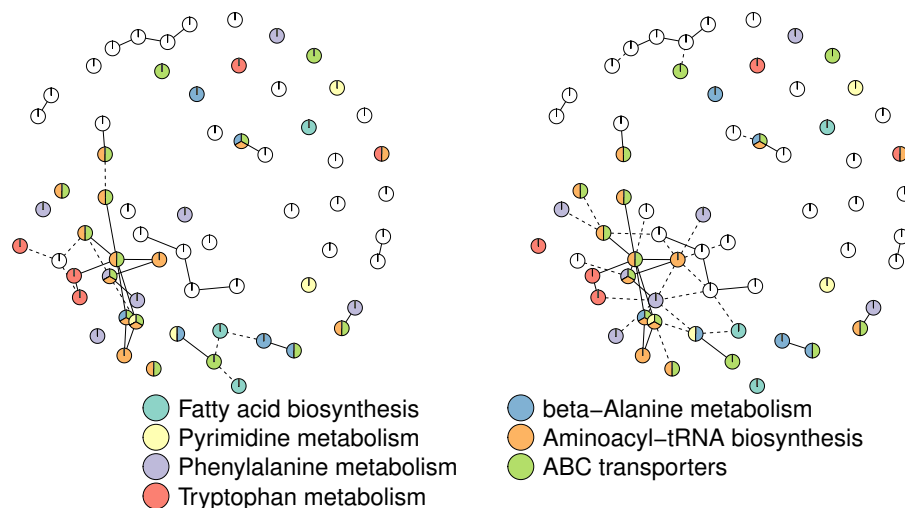 Fatty acid biosynthesis
Pyrimidine metabolism
Phenylalanine metabolism
Tryptophan metabolism
beta−Alanine metabolism
Aminoacyl−tRNA biosynthesis
ABC transporters